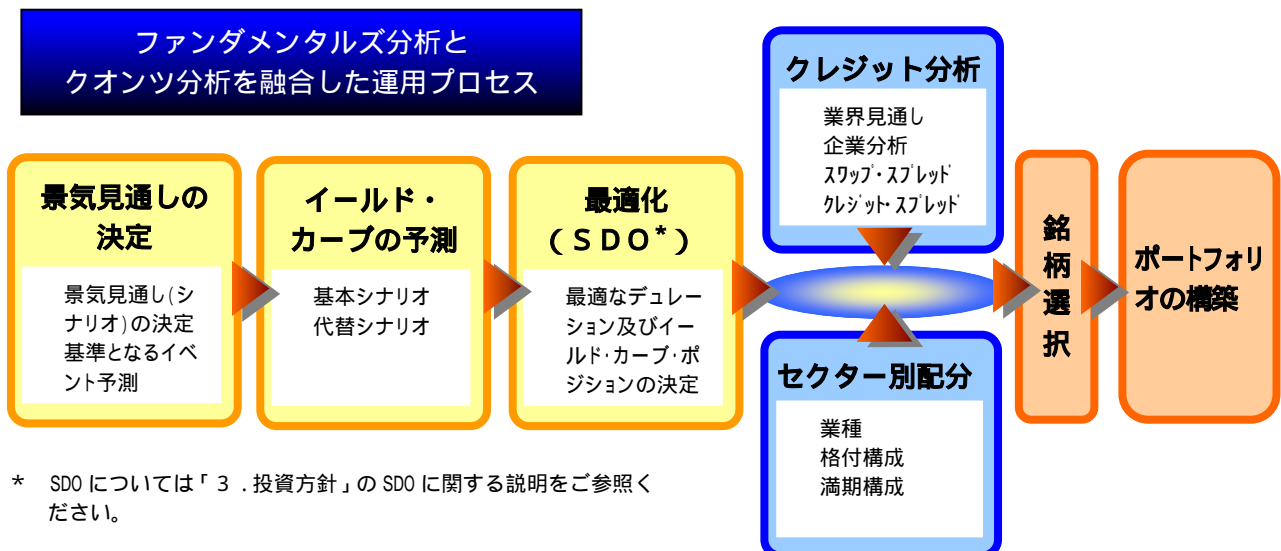 ファンダメンタルズ分析と
クオンツ分析を融合した運用プロセス
景気見通しの
決定
景気見通し(シ
ナリオ)の決定
基準となるイベ
ント予測
イールド・
カーブの予測
基本シナリオ
代替シナリオ
最適化
(SDO*)
最適なデュレー
ション及びイー
ルド・カーブ・ポ
ジションの決定
クレジット分析
業界見通し
企業分析
スワップ・スプレッド
クレジット・スプレッド
セクター別配分
業種
格付構成
満期構成
銘
柄
選
択
ポートフォリ
オの構築
* SDOについては「3.投資方針」のSDOに関する説明をご参照く
ださい。